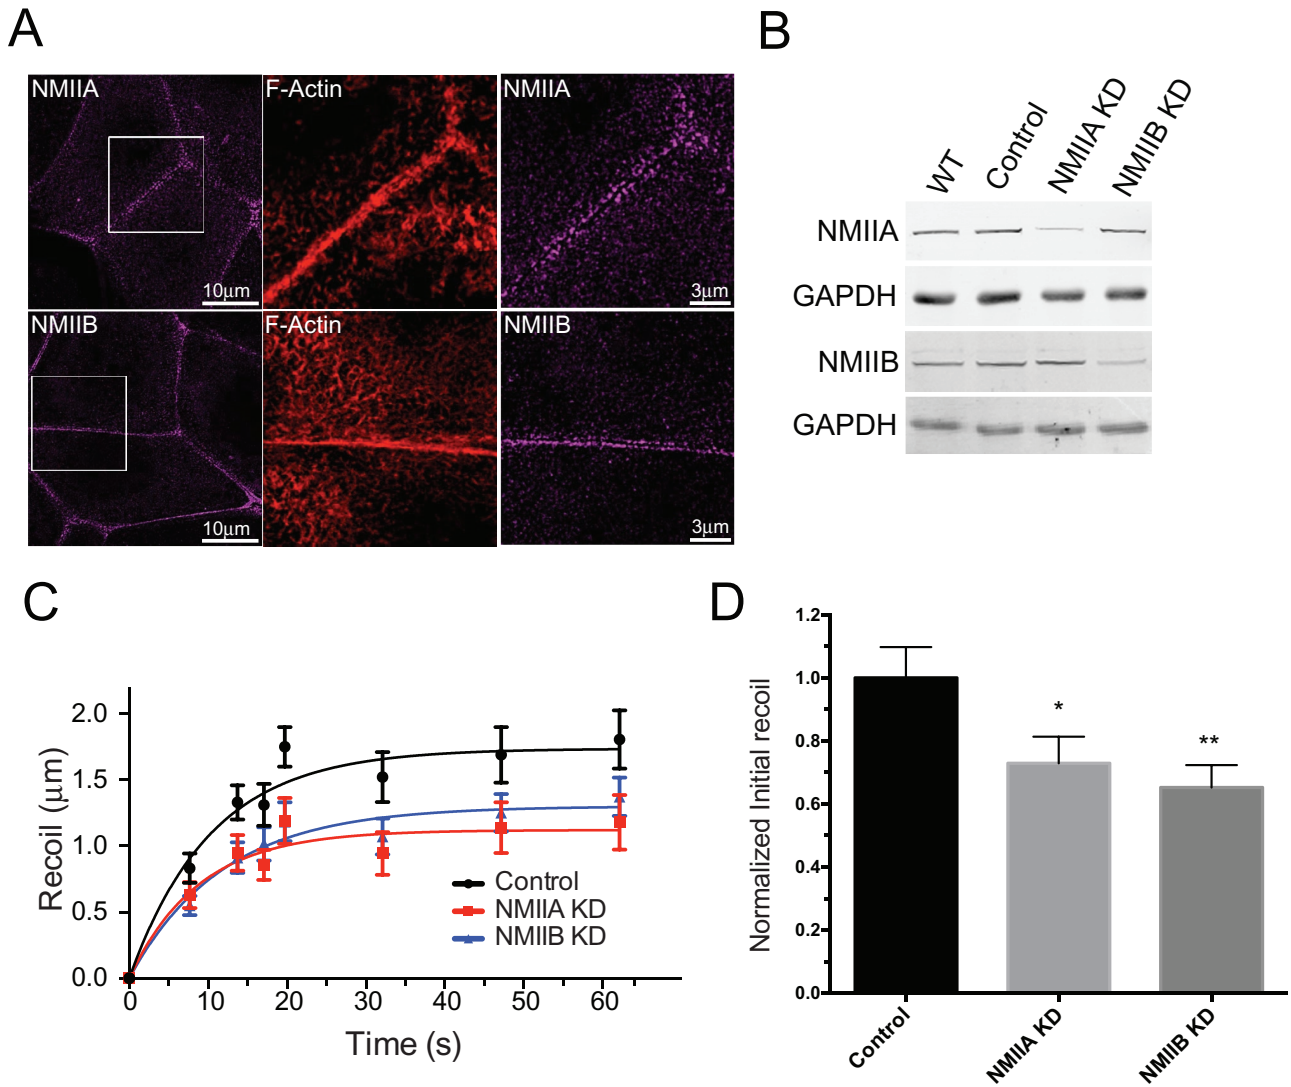 A
NMIIA
F-Actin
NMIIA
10μm
3μm
NMIIB
F-Actin
NMIIB
10μm
3μm
B
WT
Control
NMIIA KD
NMIIB KD
NMIIA
GAPDH
NMIIB
GAPDH
C
Recoil (μm)
2.0
1.5
1.0
0.5
0.0
0 10 20 30 40 50 60
Time (s)
Control
NMIIA KD
NMIIB KD
D
Normalized Initial recoil
1.2
1.0
0.8
0.6
0.4
0.2
0.0
*
**
Control
NMIIA KD
NMIIB KD